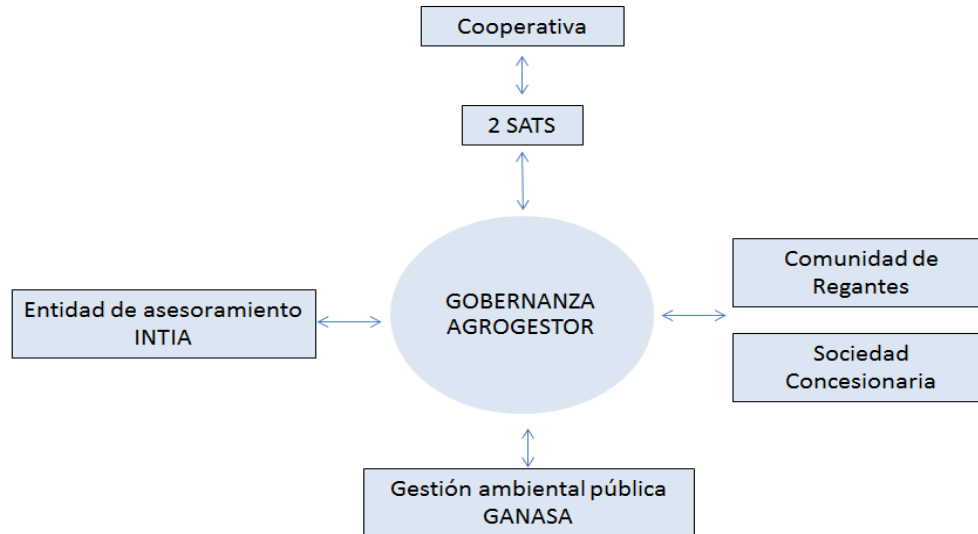 Cooperativa
2 SATS
GOBERNANZA
AGROGESTOR
Entidad de asesoramiento
INTIA
Comunidad de
Regantes
Sociedad
Concesionaria
Gestión ambiental pública
GANASA